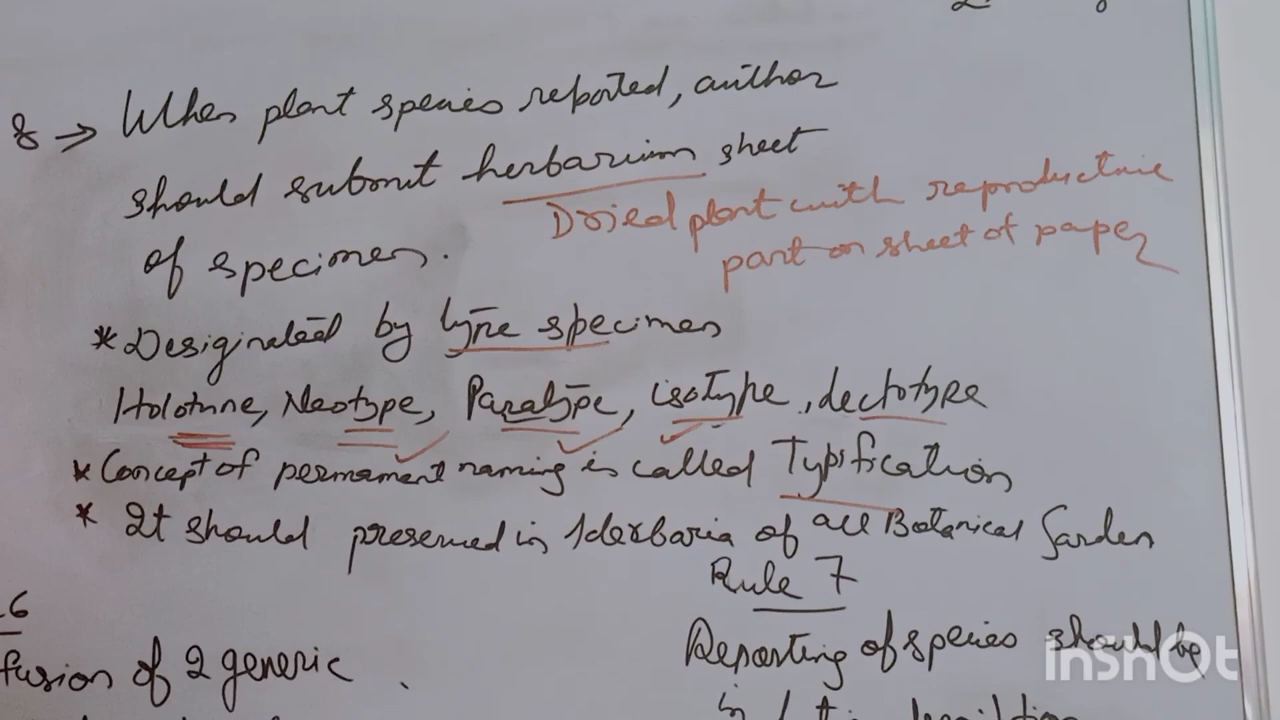 8 → When plant species reported, author
should submit herbarium sheet
of specimen.
Dried plant with reproductive
part on sheet of paper
* Desiginated by type specimen
Holotype, Neotype, Paratype, isotype, Lectotype
* Concept of permament naming is called Typification
* It should preserved in Herbaria of all Botanical Garden
6
fusion of 2 generic
Rule 7
Reporting of species should be
in
InShOt